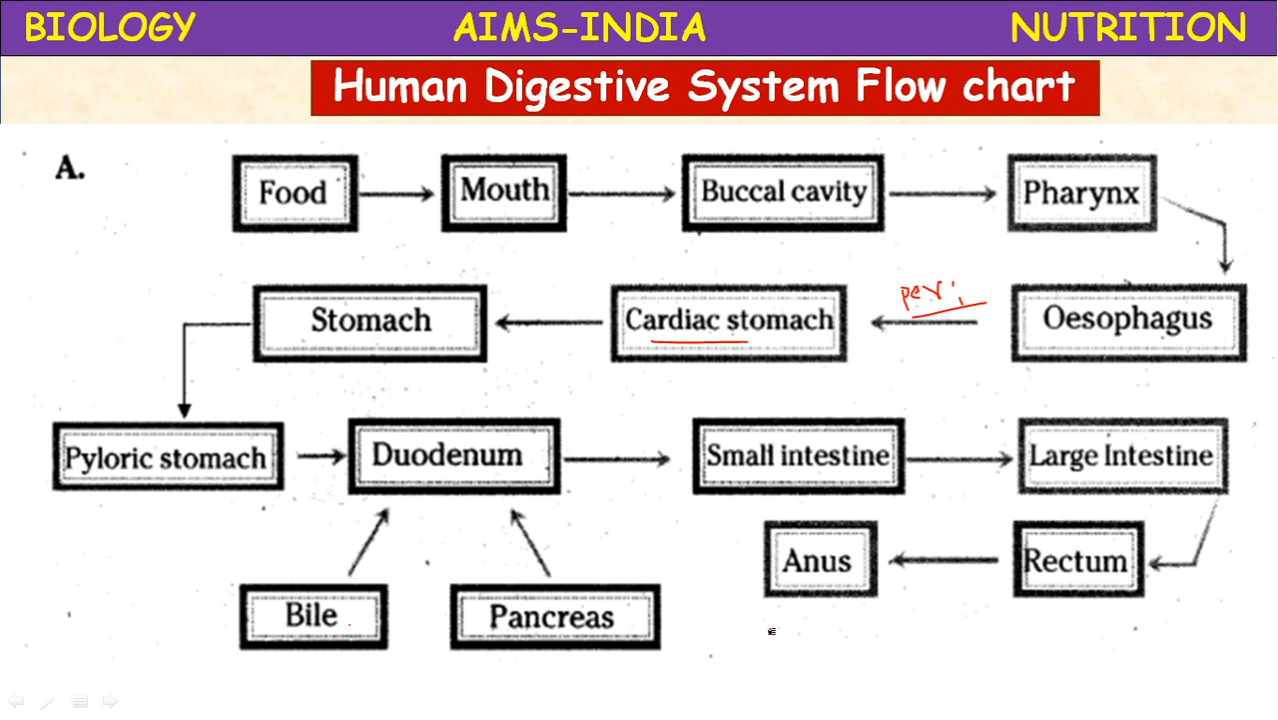 BIOLOGY AIMS-INDIA NUTRITION
Human Digestive System Flow chart
A.
Food Mouth Buccal cavity Pharynx
peri
Stomach Cardiac stomach Oesophagus
Pyloric stomach Duodenum Small intestine Large Intestine
Anus Rectum
Bile Pancreas